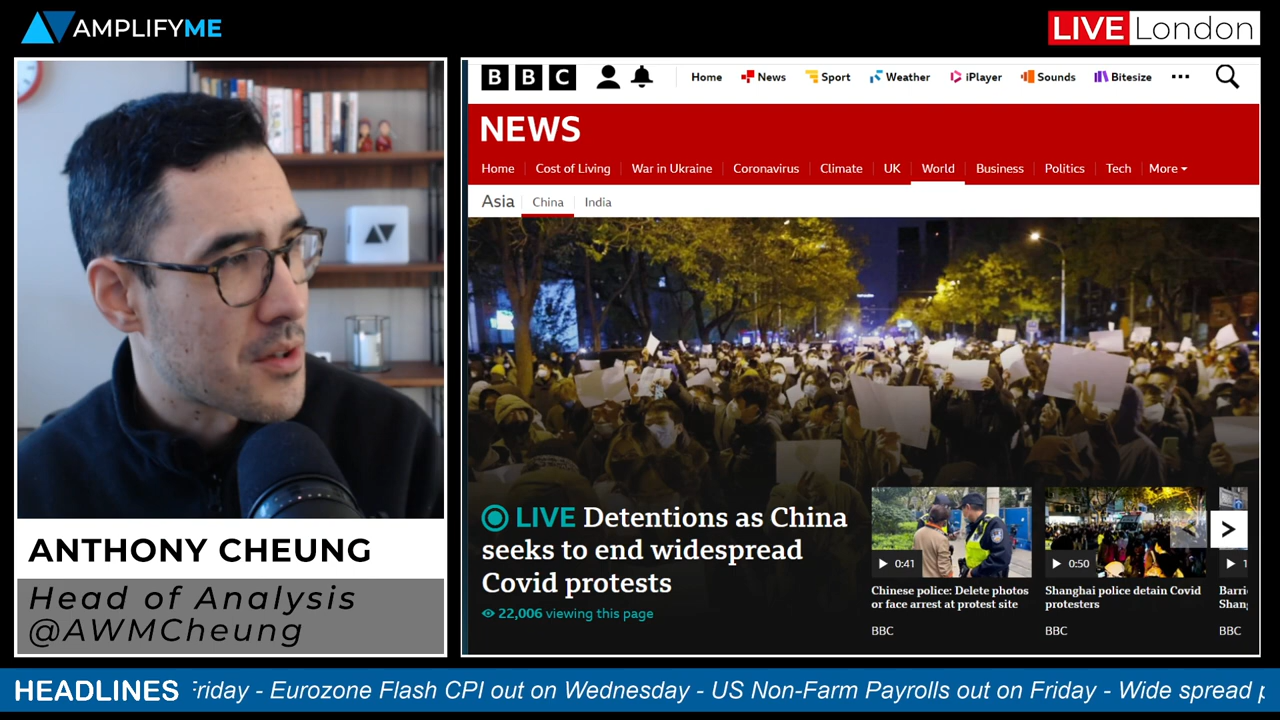 AMPLIFYME
LIVE London
BBC
Home
News
Sport
Weather
iPlayer
Sounds
Bitesize
NEWS
Home
Cost of Living
War in Ukraine
Coronavirus
Climate
UK
World
Business
Politics
Tech
More
Asia
China
India
LIVE Detentions as China
seeks to end widespread
Covid protests
22,006 viewing this page
0:41
Chinese police: Delete photos
or face arrest at protest site
BBC
0:50
Shanghai police detain Covid
protesters
BBC
1
Barri
Shang
BBC
ANTHONY CHEUNG
Head of Analysis
@AWMCheung
HEADLINES
Friday - Eurozone Flash CPI out on Wednesday - US Non-Farm Payrolls out on Friday - Wide spread p